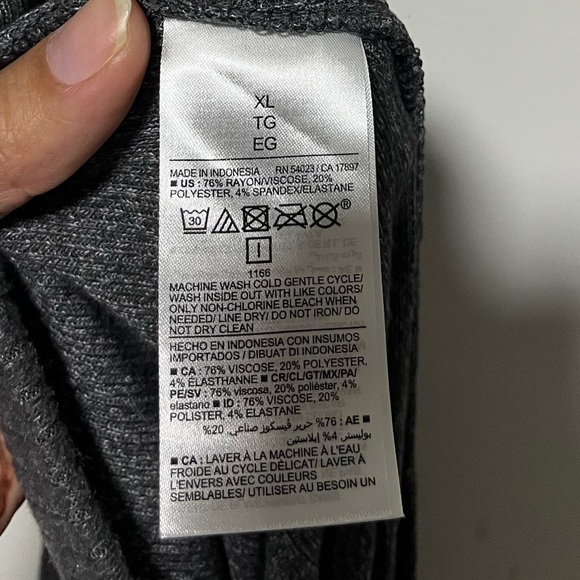 XL
TG
EG
MADE IN INDONESIA RN 54023 / CA 17897
■ US : 76% RAYON/VISCOSE, 20%
POLYESTER, 4% SPANDEX/ELASTANE
30 ®
1166
MACHINE WASH COLD GENTLE CYCLE/
WASH INSIDE OUT WITH LIKE COLORS/
ONLY NON-CHLORINE BLEACH WHEN
NEEDED/ LINE DRY/ DO NOT IRON/ DO
NOT DRY CLEAN
HECHO EN INDONESIA CON INSUMOS
IMPORTADOS / DIBUAT DI INDONESIA
■ CA : 76% VISCOSE, 20% POLYESTER,
4% ÉLASTHANNE ■ CR/CL/GT/MX/PA/
PE/SV : 76% viscosa, 20% poliéster, 4%
elastano ■ ID : 76% VISCOSE, 20%
POLISTER, 4% ELASTANE
■ AE : 76% حرير فيسكوز صناعي, 20%
بوليستر, 4% إيلاستين
■ CA : LAVER À LA MACHINE À L'EAU
FROIDE AU CYCLE DÉLICAT/ LAVER À
L'ENVERS AVEC COULEURS
SEMBLABLES/ UTILISER AU BESOIN UN